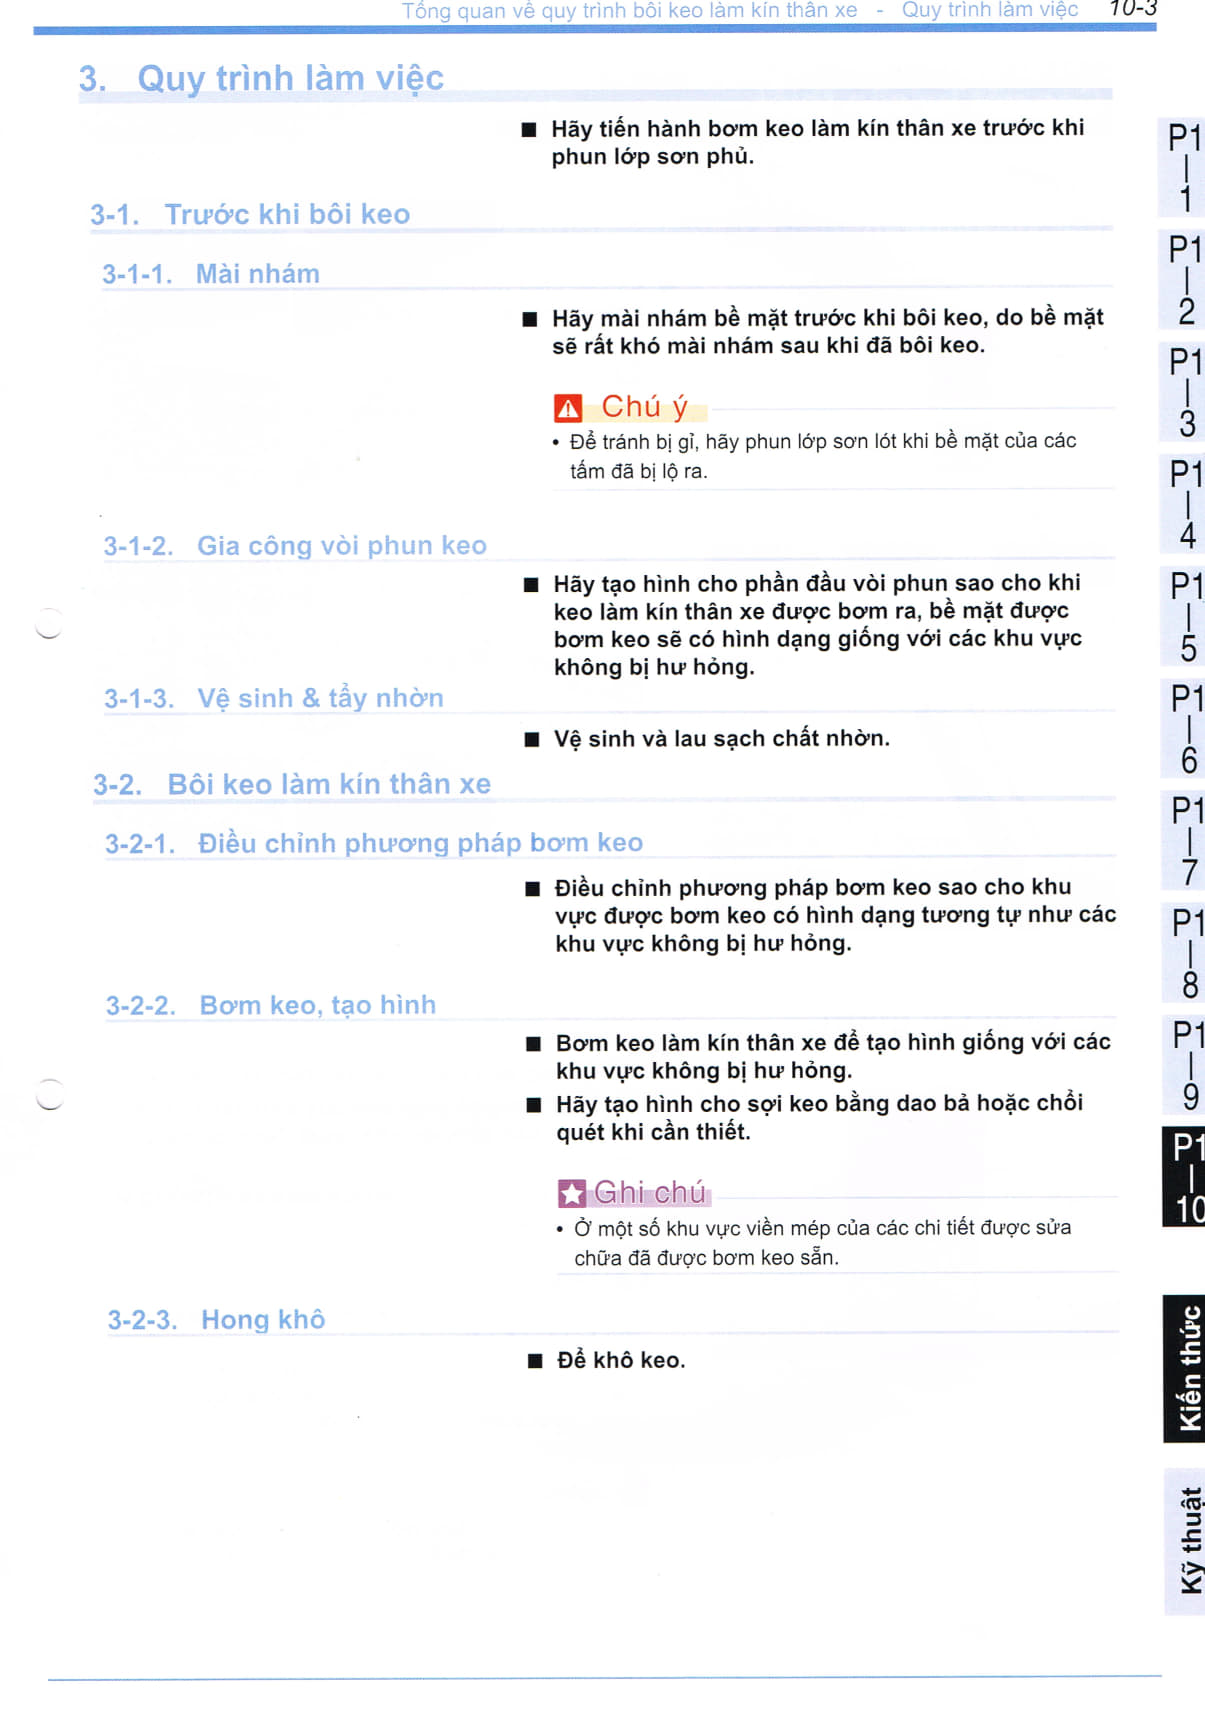 Tổng quan về quy trình bôi keo làm kín thân xe - Quy trình làm việc 10-3
3. Quy trình làm việc
■ Hãy tiến hành bơm keo làm kín thân xe trước khi
phun lớp sơn phủ.
3-1. Trước khi bôi keo
3-1-1. Mài nhám
■ Hãy mài nhám bề mặt trước khi bôi keo, do bề mặt
sẽ rất khó mài nhám sau khi đã bôi keo.
Chú ý
• Để tránh bị gỉ, hãy phun lớp sơn lót khi bề mặt của các
tấm đã bị lộ ra.
3-1-2. Gia công vòi phun keo
■ Hãy tạo hình cho phần đầu vòi phun sao cho khi
keo làm kín thân xe được bơm ra, bề mặt được
bơm keo sẽ có hình dạng giống với các khu vực
không bị hư hỏng.
3-1-3. Vệ sinh & tẩy nhờn
■ Vệ sinh và lau sạch chất nhờn.
3-2. Bôi keo làm kín thân xe
3-2-1. Điều chỉnh phương pháp bơm keo
■ Điều chỉnh phương pháp bơm keo sao cho khu
vực được bơm keo có hình dạng tương tự như các
khu vực không bị hư hỏng.
3-2-2. Bơm keo, tạo hình
■ Bơm keo làm kín thân xe để tạo hình giống với các
khu vực không bị hư hỏng.
■ Hãy tạo hình cho sợi keo bằng dao bả hoặc chổi
quét khi cần thiết.
Ghi chú
• Ở một số khu vực viền mép của các chi tiết được sửa
chữa đã được bơm keo sẵn.
3-2-3. Hong khô
■ Để khô keo.
P1
1
P1
2
P1
3
P1
4
P1
5
P1
6
P1
7
P1
8
P1
9
P1
10
Kiến thức
Kỹ thuật